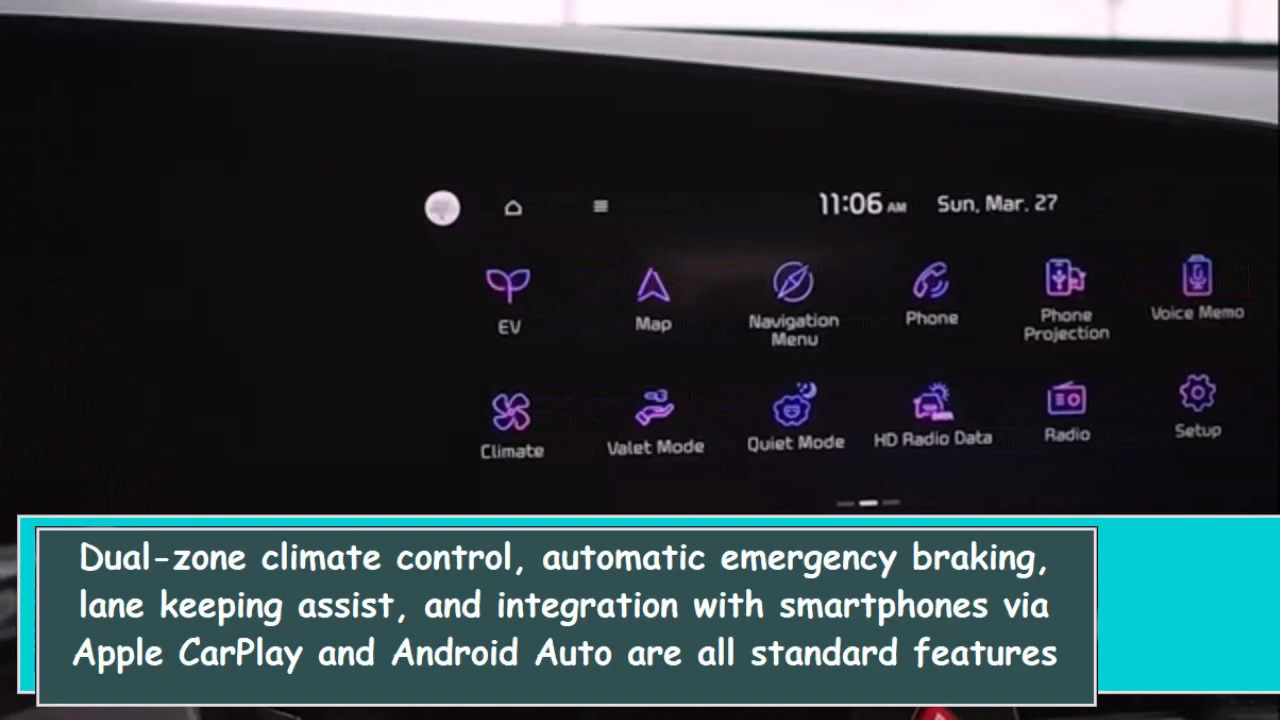 11:06 AM Sun, Mar. 27
EV Map Navigation Menu Phone Phone Projection Voice Memo
Climate Valet Mode Quiet Mode HD Radio Data Radio Setup
Dual-zone climate control, automatic emergency braking,
lane keeping assist, and integration with smartphones via
Apple CarPlay and Android Auto are all standard features